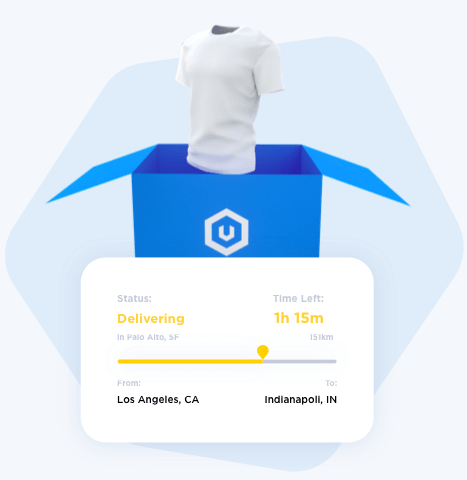 Status:
Time Left:
Delivering
1h 15m
In Palo Alto, SF
151km
From:
To:
Los Angeles, CA
Indianapoli, IN